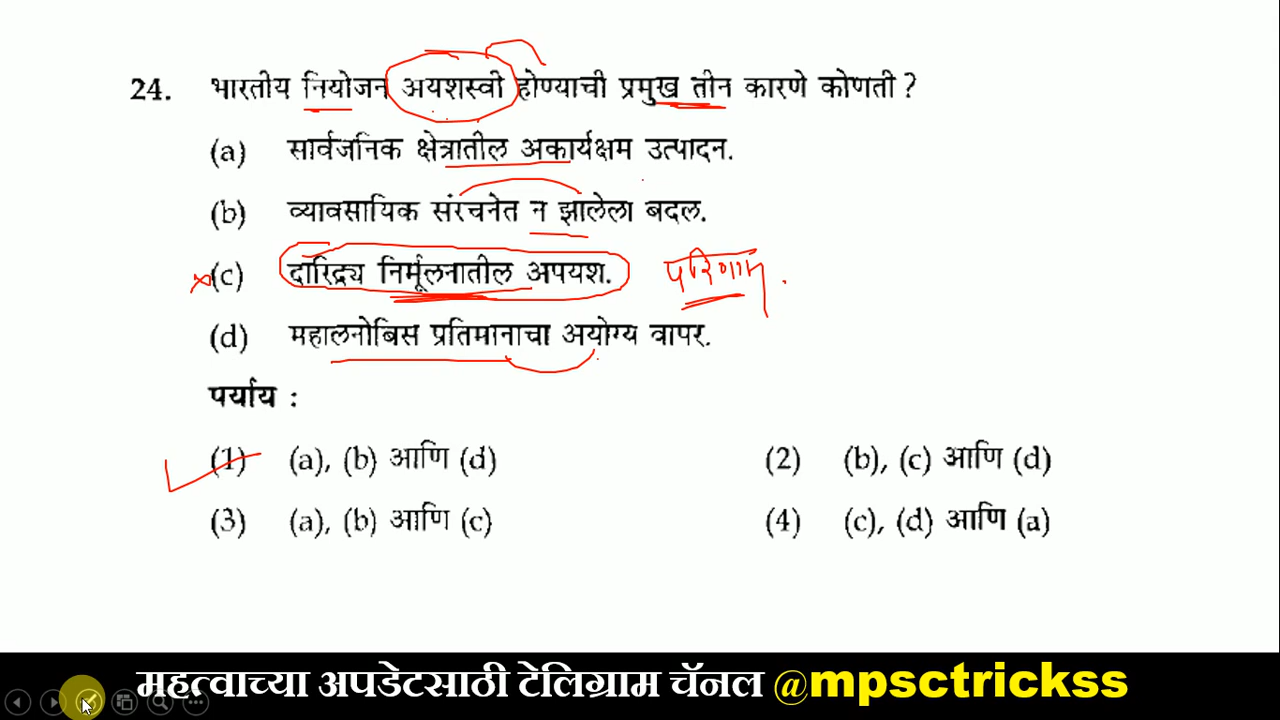 24. भारतीय नियोजन अयशस्वी होण्याची प्रमुख तीन कारणे कोणती ?
(a) सार्वजनिक क्षेत्रातील अकार्यक्षम उत्पादन.
(b) व्यावसायिक संरचनेत न झालेला बदल.
(c) दारिद्र्य निर्मूलनातील अपयश. परिणाम.
(d) महालनोबिस प्रतिमानाचा अयोग्य वापर.
पर्याय :
(1) (a), (b) आणि (d) (2) (b), (c) आणि (d)
(3) (a), (b) आणि (c) (4) (c), (d) आणि (a)
महत्वाच्या अपडेटसाठी टेलिग्राम चॅनल @mpsctrickss